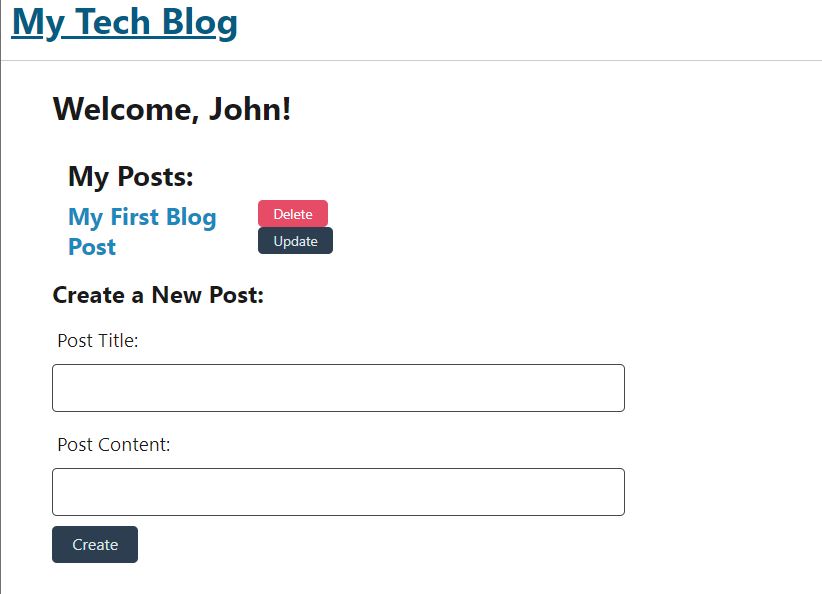 My Tech Blog
Welcome, John!
My Posts:
My First Blog
Post
Delete
Update
Create a New Post:
Post Title:
Post Content:
Create